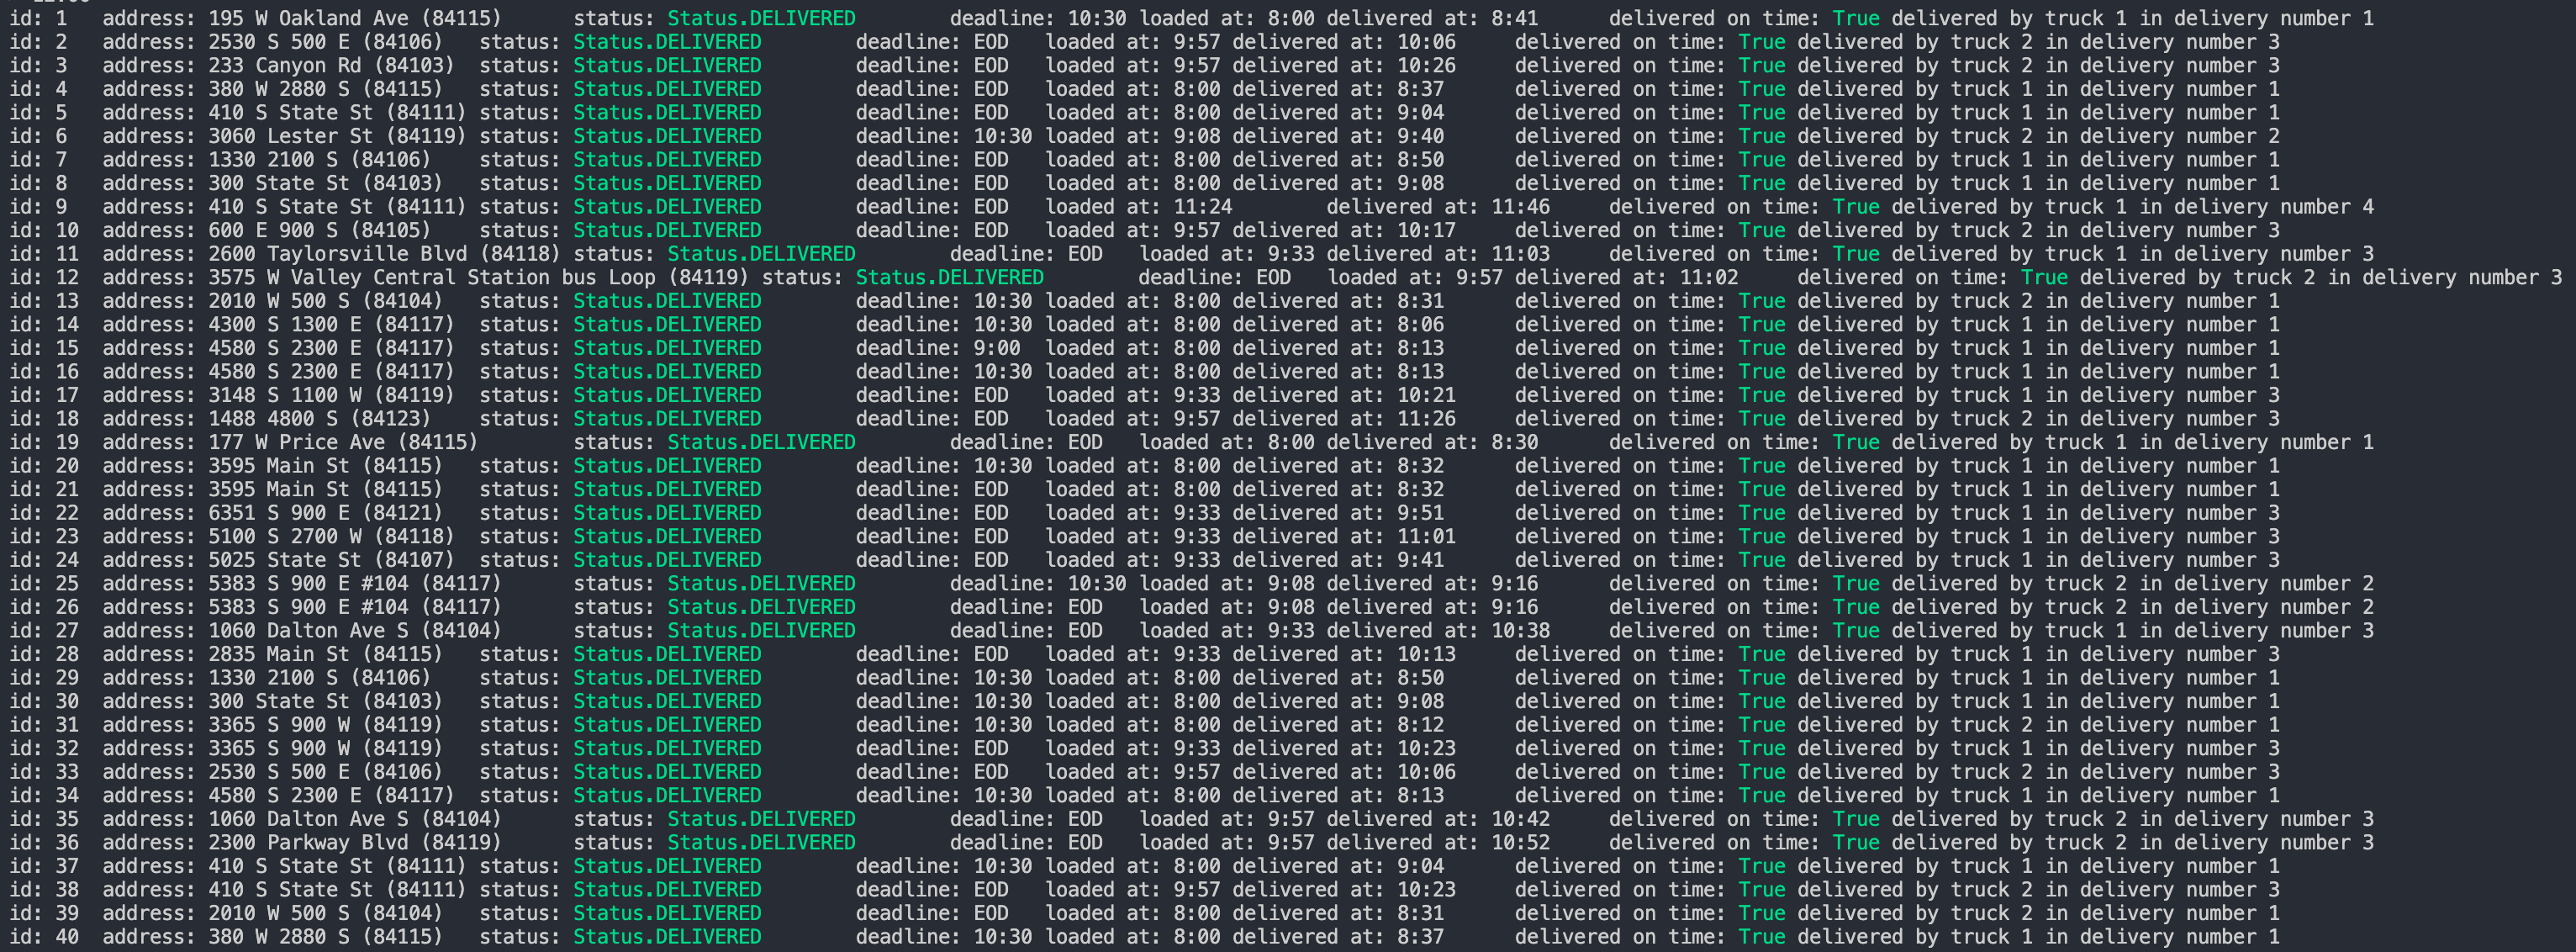 id: 1 address: 195 W Oakland Ave (84115) status: Status.DELIVERED deadline: 10:30 loaded at: 8:00 delivered at: 8:41 delivered on time: True delivered by truck 1 in delivery number 1
id: 2 address: 2530 S 500 E (84106) status: Status.DELIVERED deadline: EOD loaded at: 9:57 delivered at: 10:06 delivered on time: True delivered by truck 2 in delivery number 3
id: 3 address: 233 Canyon Rd (84103) status: Status.DELIVERED deadline: EOD loaded at: 9:57 delivered at: 10:26 delivered on time: True delivered by truck 2 in delivery number 3
id: 4 address: 380 W 2880 S (84115) status: Status.DELIVERED deadline: EOD loaded at: 8:00 delivered at: 8:37 delivered on time: True delivered by truck 1 in delivery number 1
id: 5 address: 410 S State St (84111) status: Status.DELIVERED deadline: EOD loaded at: 8:00 delivered at: 9:04 delivered on time: True delivered by truck 1 in delivery number 1
id: 6 address: 3060 Lester St (84119) status: Status.DELIVERED deadline: 10:30 loaded at: 9:08 delivered at: 9:40 delivered on time: True delivered by truck 2 in delivery number 2
id: 7 address: 1330 2100 S (84106) status: Status.DELIVERED deadline: EOD loaded at: 8:00 delivered at: 8:50 delivered on time: True delivered by truck 1 in delivery number 1
id: 8 address: 300 State St (84103) status: Status.DELIVERED deadline: EOD loaded at: 8:00 delivered at: 9:08 delivered on time: True delivered by truck 1 in delivery number 1
id: 9 address: 410 S State St (84111) status: Status.DELIVERED deadline: EOD loaded at: 11:24 delivered at: 11:46 delivered on time: True delivered by truck 1 in delivery number 4
id: 10 address: 600 E 900 S (84105) status: Status.DELIVERED deadline: EOD loaded at: 9:57 delivered at: 10:17 delivered on time: True delivered by truck 2 in delivery number 3
id: 11 address: 2600 Taylorsville Blvd (84118) status: Status.DELIVERED deadline: EOD loaded at: 9:33 delivered at: 11:03 delivered on time: True delivered by truck 1 in delivery number 3
id: 12 address: 3575 W Valley Central Station bus Loop (84119) status: Status.DELIVERED deadline: EOD loaded at: 9:57 delivered at: 11:02 delivered on time: True delivered by truck 2 in delivery number 3
id: 13 address: 2010 W 500 S (84104) status: Status.DELIVERED deadline: 10:30 loaded at: 8:00 delivered at: 8:31 delivered on time: True delivered by truck 2 in delivery number 1
id: 14 address: 4300 S 1300 E (84117) status: Status.DELIVERED deadline: 10:30 loaded at: 8:00 delivered at: 8:06 delivered on time: True delivered by truck 1 in delivery number 1
id: 15 address: 4580 S 2300 E (84117) status: Status.DELIVERED deadline: 9:00 loaded at: 8:00 delivered at: 8:13 delivered on time: True delivered by truck 1 in delivery number 1
id: 16 address: 4580 S 2300 E (84117) status: Status.DELIVERED deadline: 10:30 loaded at: 8:00 delivered at: 8:13 delivered on time: True delivered by truck 1 in delivery number 1
id: 17 address: 3148 S 1100 W (84119) status: Status.DELIVERED deadline: EOD loaded at: 9:33 delivered at: 10:21 delivered on time: True delivered by truck 1 in delivery number 3
id: 18 address: 1488 4800 S (84123) status: Status.DELIVERED deadline: EOD loaded at: 9:57 delivered at: 11:26 delivered on time: True delivered by truck 2 in delivery number 3
id: 19 address: 177 W Price Ave (84115) status: Status.DELIVERED deadline: EOD loaded at: 8:00 delivered at: 8:30 delivered on time: True delivered by truck 1 in delivery number 1
id: 20 address: 3595 Main St (84115) status: Status.DELIVERED deadline: 10:30 loaded at: 8:00 delivered at: 8:32 delivered on time: True delivered by truck 1 in delivery number 1
id: 21 address: 3595 Main St (84115) status: Status.DELIVERED deadline: EOD loaded at: 8:00 delivered at: 8:32 delivered on time: True delivered by truck 1 in delivery number 1
id: 22 address: 6351 S 900 E (84121) status: Status.DELIVERED deadline: EOD loaded at: 9:33 delivered at: 9:51 delivered on time: True delivered by truck 1 in delivery number 3
id: 23 address: 5100 S 2700 W (84118) status: Status.DELIVERED deadline: EOD loaded at: 9:33 delivered at: 11:01 delivered on time: True delivered by truck 1 in delivery number 3
id: 24 address: 5025 State St (84107) status: Status.DELIVERED deadline: EOD loaded at: 9:33 delivered at: 9:41 delivered on time: True delivered by truck 1 in delivery number 3
id: 25 address: 5383 S 900 E #104 (84117) status: Status.DELIVERED deadline: 10:30 loaded at: 9:08 delivered at: 9:16 delivered on time: True delivered by truck 2 in delivery number 2
id: 26 address: 5383 S 900 E #104 (84117) status: Status.DELIVERED deadline: EOD loaded at: 9:08 delivered at: 9:16 delivered on time: True delivered by truck 2 in delivery number 2
id: 27 address: 1060 Dalton Ave S (84104) status: Status.DELIVERED deadline: EOD loaded at: 9:33 delivered at: 10:38 delivered on time: True delivered by truck 1 in delivery number 3
id: 28 address: 2835 Main St (84115) status: Status.DELIVERED deadline: EOD loaded at: 9:33 delivered at: 10:13 delivered on time: True delivered by truck 1 in delivery number 3
id: 29 address: 1330 2100 S (84106) status: Status.DELIVERED deadline: 10:30 loaded at: 8:00 delivered at: 8:50 delivered on time: True delivered by truck 1 in delivery number 1
id: 30 address: 300 State St (84103) status: Status.DELIVERED deadline: 10:30 loaded at: 8:00 delivered at: 9:08 delivered on time: True delivered by truck 1 in delivery number 1
id: 31 address: 3365 S 900 W (84119) status: Status.DELIVERED deadline: 10:30 loaded at: 8:00 delivered at: 8:12 delivered on time: True delivered by truck 2 in delivery number 1
id: 32 address: 3365 S 900 W (84119) status: Status.DELIVERED deadline: EOD loaded at: 9:33 delivered at: 10:23 delivered on time: True delivered by truck 1 in delivery number 3
id: 33 address: 2530 S 500 E (84106) status: Status.DELIVERED deadline: EOD loaded at: 9:57 delivered at: 10:06 delivered on time: True delivered by truck 2 in delivery number 3
id: 34 address: 4580 S 2300 E (84117) status: Status.DELIVERED deadline: 10:30 loaded at: 8:00 delivered at: 8:13 delivered on time: True delivered by truck 1 in delivery number 1
id: 35 address: 1060 Dalton Ave S (84104) status: Status.DELIVERED deadline: EOD loaded at: 9:57 delivered at: 10:42 delivered on time: True delivered by truck 2 in delivery number 3
id: 36 address: 2300 Parkway Blvd (84119) status: Status.DELIVERED deadline: EOD loaded at: 9:57 delivered at: 10:52 delivered on time: True delivered by truck 2 in delivery number 3
id: 37 address: 410 S State St (84111) status: Status.DELIVERED deadline: 10:30 loaded at: 8:00 delivered at: 9:04 delivered on time: True delivered by truck 1 in delivery number 1
id: 38 address: 410 S State St (84111) status: Status.DELIVERED deadline: EOD loaded at: 9:57 delivered at: 10:23 delivered on time: True delivered by truck 2 in delivery number 3
id: 39 address: 2010 W 500 S (84104) status: Status.DELIVERED deadline: EOD loaded at: 8:00 delivered at: 8:31 delivered on time: True delivered by truck 2 in delivery number 1
id: 40 address: 380 W 2880 S (84115) status: Status.DELIVERED deadline: 10:30 loaded at: 8:00 delivered at: 8:37 delivered on time: True delivered by truck 1 in delivery number 1